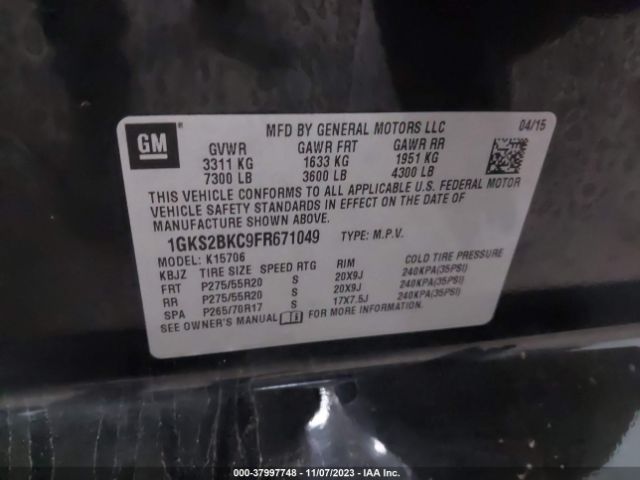 GM
MFD BY GENERAL MOTORS LLC 04/15
GVWR GAWR FRT GAWR RR
3311 KG 1633 KG 1951 KG
7300 LB 3600 LB 4300 LB
THIS VEHICLE CONFORMS TO ALL APPLICABLE U.S. FEDERAL MOTOR
VEHICLE SAFETY STANDARDS IN EFFECT ON THE DATE OF
MANUFACTURE SHOWN ABOVE.
1GKS2BKC9FR671049 TYPE: M.P.V.
MODEL: K15706
KBJZ TIRE SIZE SPEED RTG RIM COLD TIRE PRESSURE
FRT P275/55R20 S 20X9J 240KPA(35PSI)
RR P275/55R20 S 20X9J 240KPA(35PSI)
SPA P265/70R17 S 17X7.5J 240KPA(35PSI)
SEE OWNER'S MANUAL FOR MORE INFORMATION.
000-37997748 - 11/07/2023 - IAA Inc.